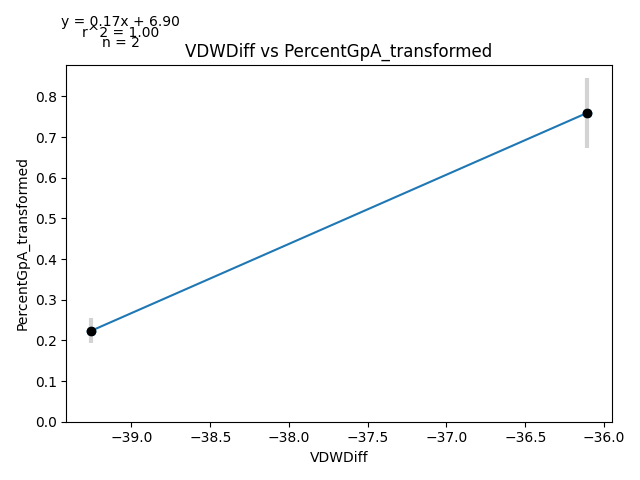 y = 0.17x + 6.90
r^2 = 1.00
n = 2
VDWDiff vs PercentGpA_transformed
PercentGpA_transformed
0.8
0.7
0.6
0.5
0.4
0.3
0.2
0.1
0.0
−39.0 −38.5 −38.0 −37.5 −37.0 −36.5 −36.0
VDWDiff